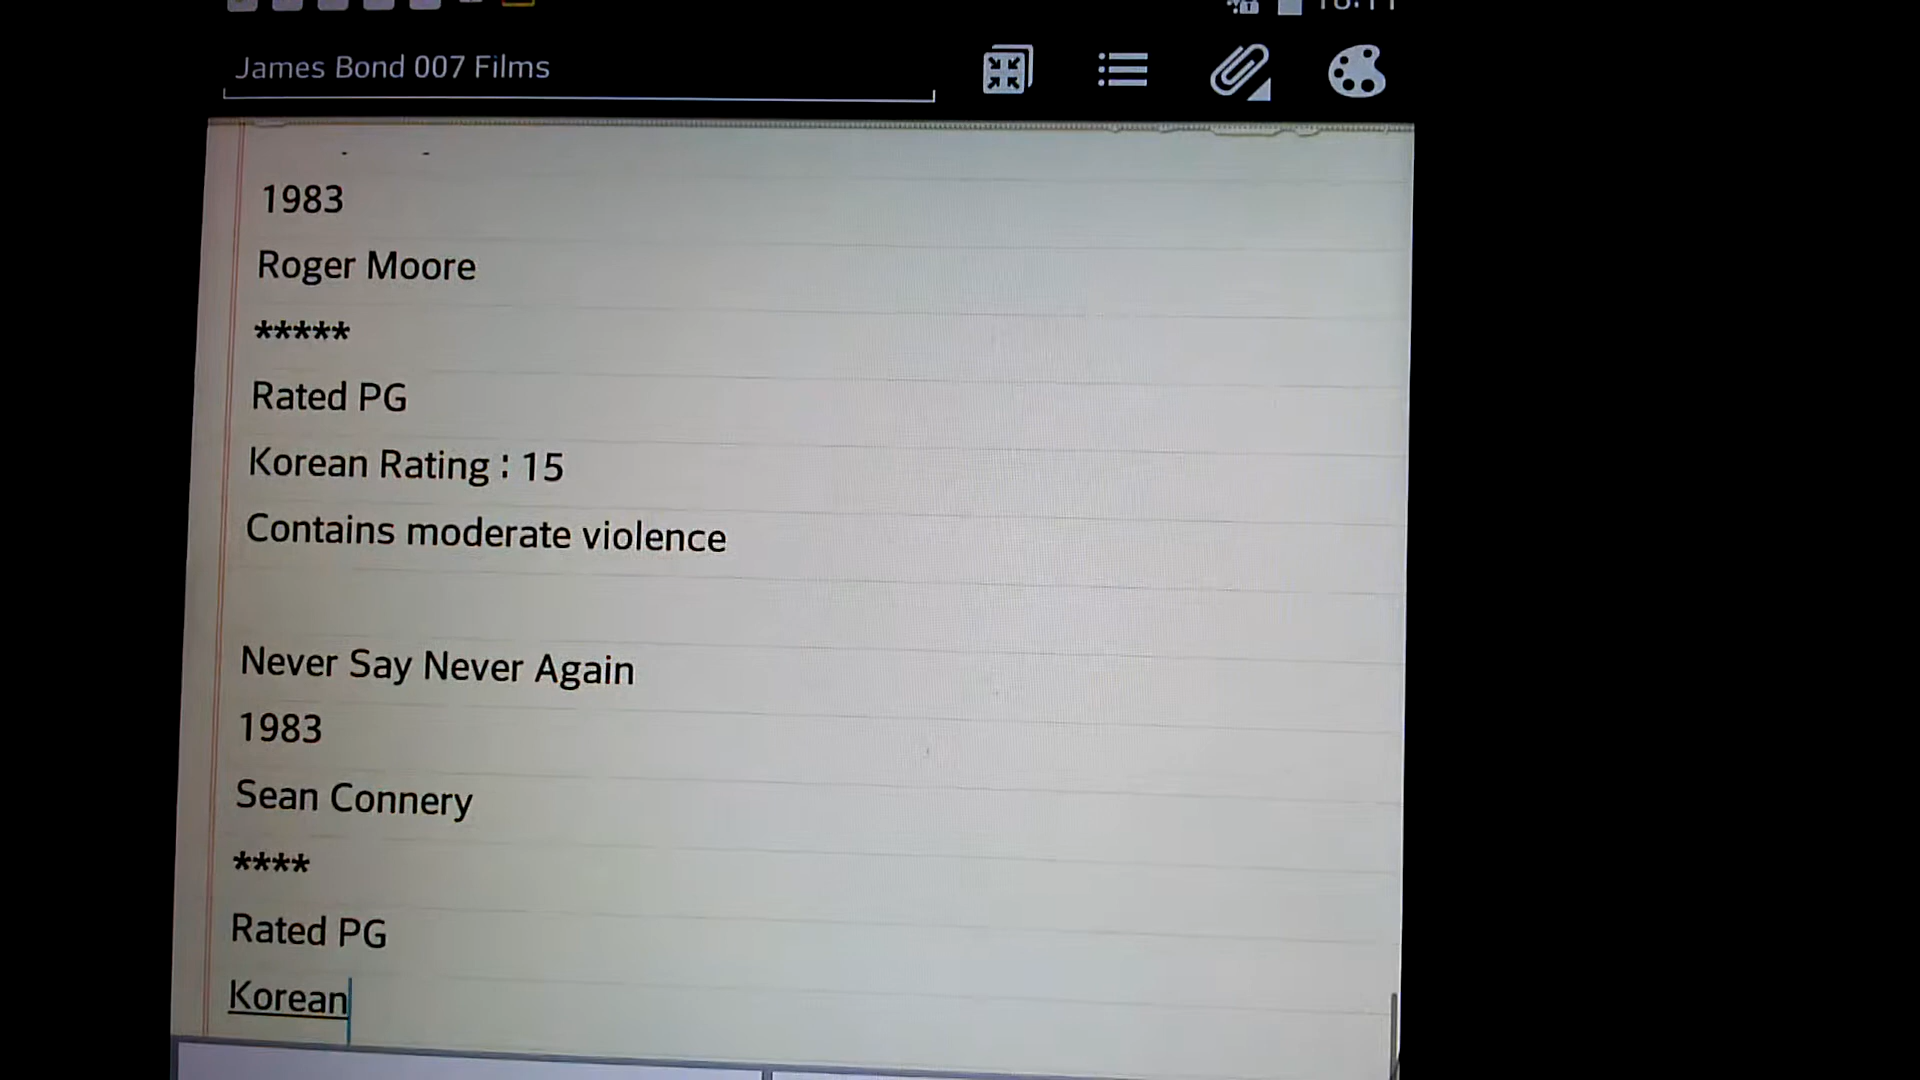 James Bond 007 Films
1983
Roger Moore
*****
Rated PG
Korean Rating : 15
Contains moderate violence
Never Say Never Again
1983
Sean Connery
****
Rated PG
Korean